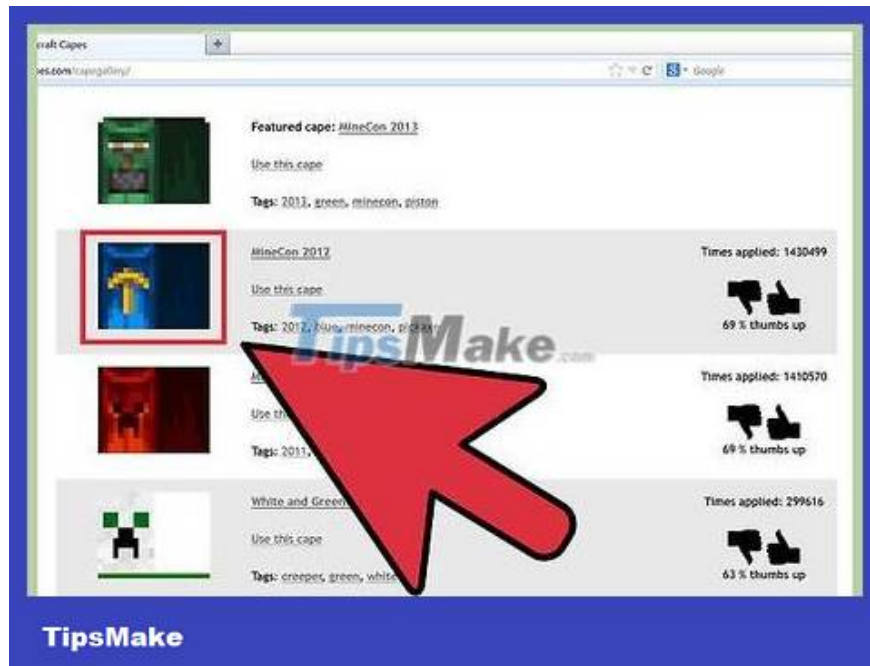 craft Capes
+
pes.com/capegallery/
Google
Featured cape: MineCon 2013
Use this cape
Tags: 2013, green, minecon, piston
MineCon 2012
Times applied: 1430499
Use this cape
Tags: 2012, blue, minecon, pickaxe
69 % thumbs up
TipsMake.com
Times applied: 1410570
Use th
Tags: 2011,
69 % thumbs up
White and Green
Times applied: 299616
Use this cape
Tags: creeper, green, white
63 % thumbs up
TipsMake